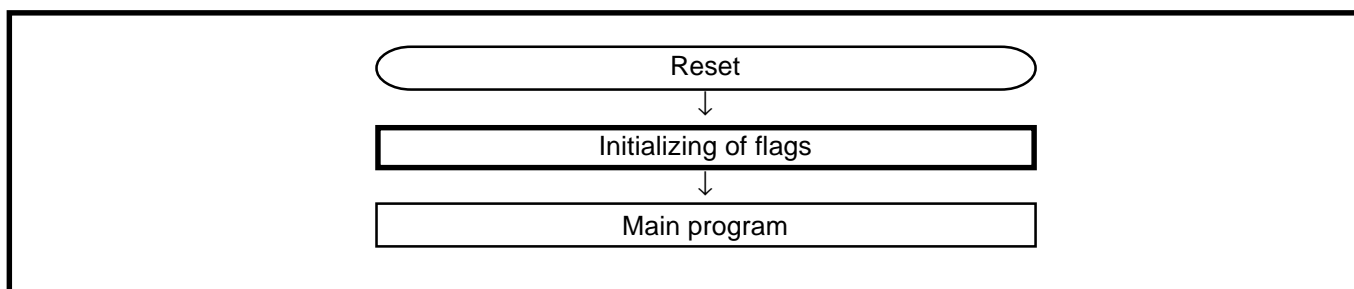 Reset
↓
Initializing of flags
↓
Main program